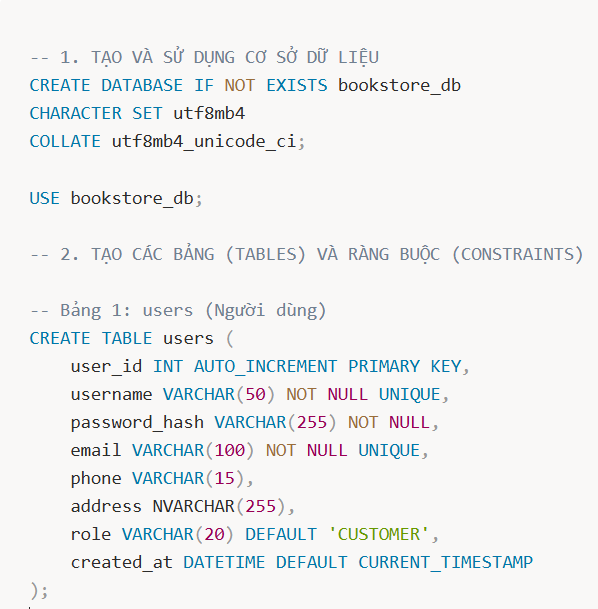 -- 1. TẠO VÀ SỬ DỤNG CƠ SỞ DỮ LIỆU
CREATE DATABASE IF NOT EXISTS bookstore_db
CHARACTER SET utf8mb4
COLLATE utf8mb4_unicode_ci;
USE bookstore_db;
-- 2. TẠO CÁC BẢNG (TABLES) VÀ RÀNG BUỘC (CONSTRAINTS)
-- Bảng 1: users (Người dùng)
CREATE TABLE users (
    user_id INT AUTO_INCREMENT PRIMARY KEY,
    username VARCHAR(50) NOT NULL UNIQUE,
    password_hash VARCHAR(255) NOT NULL,
    email VARCHAR(100) NOT NULL UNIQUE,
    phone VARCHAR(15),
    address NVARCHAR(255),
    role VARCHAR(20) DEFAULT 'CUSTOMER',
    created_at DATETIME DEFAULT CURRENT_TIMESTAMP
);